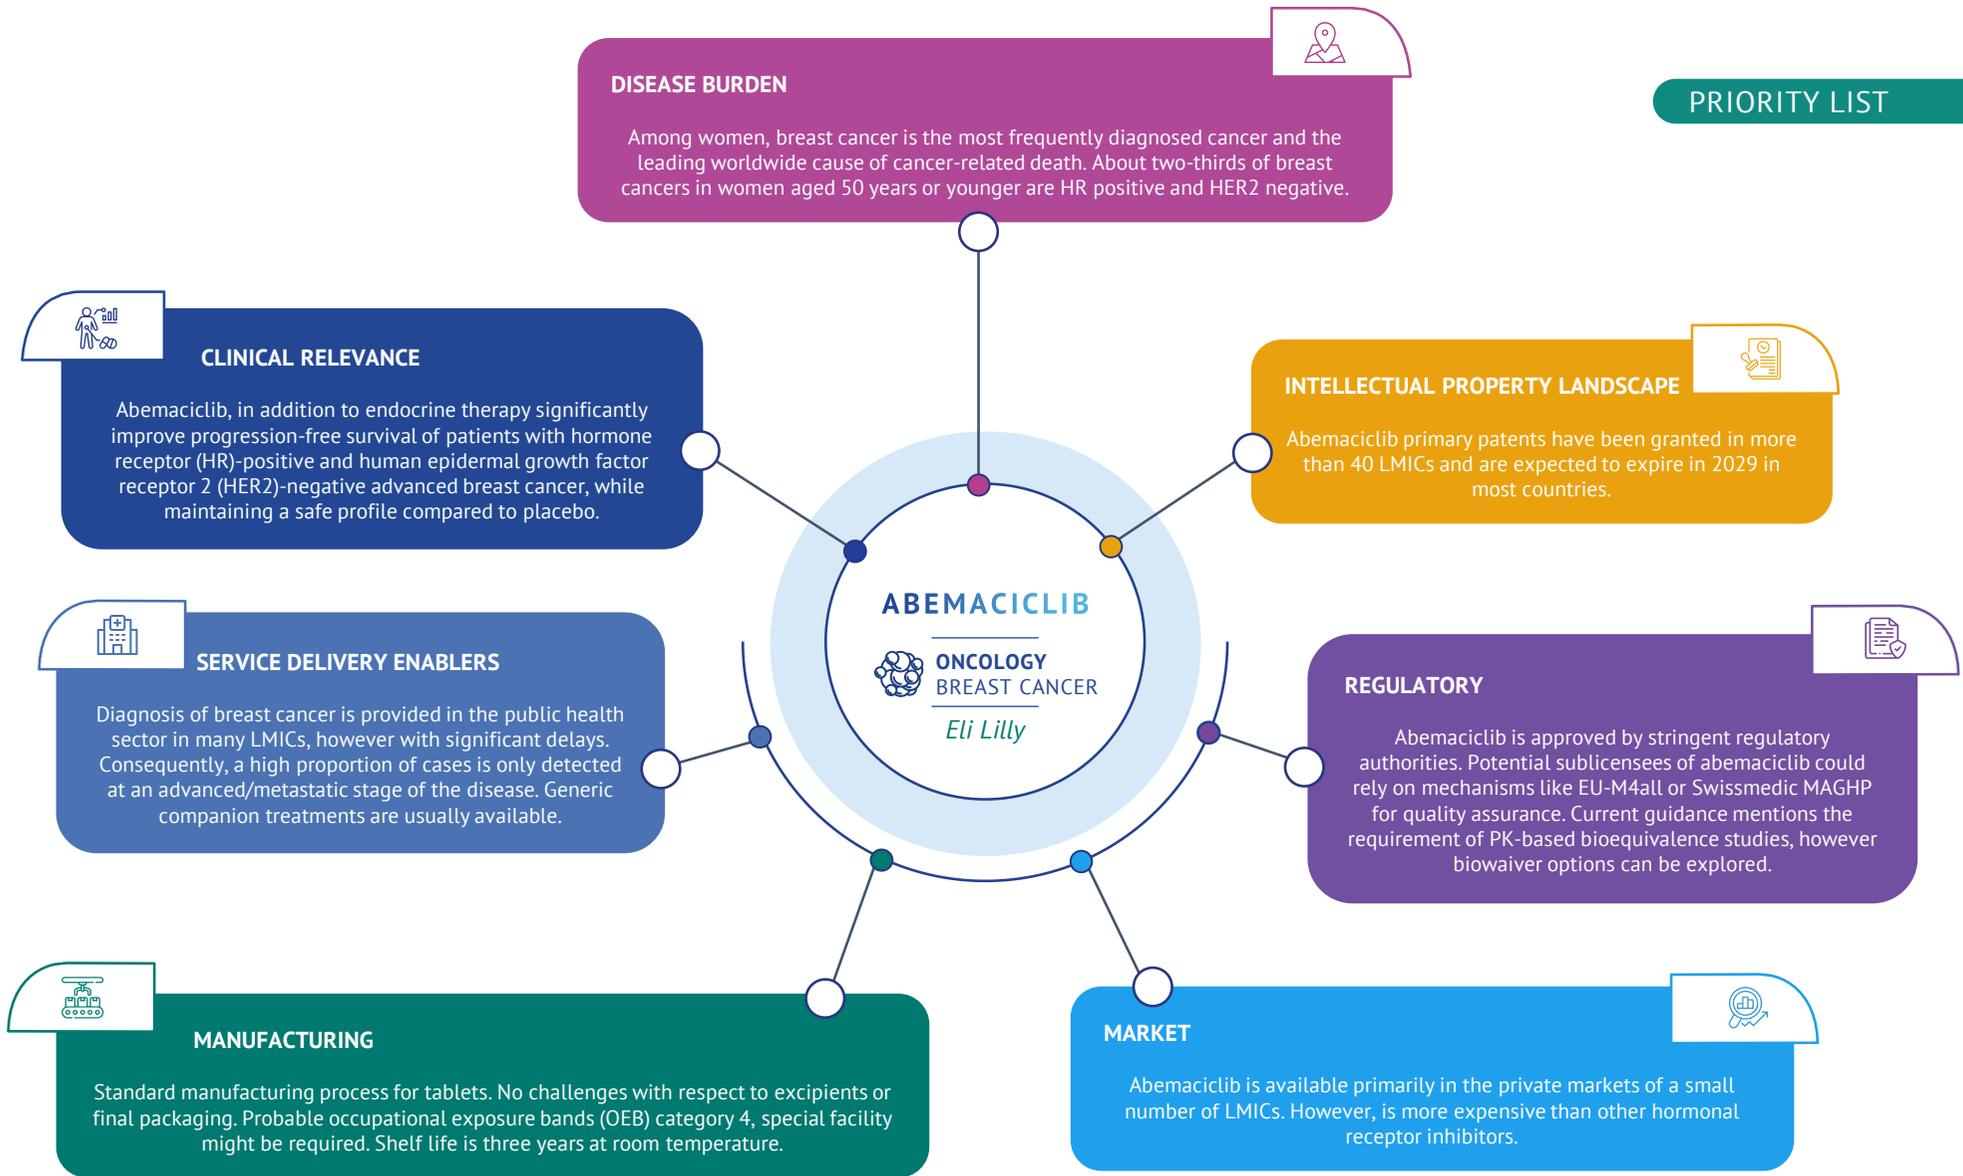 PRIORITY LIST
DISEASE BURDEN
Among women, breast cancer is the most frequently diagnosed cancer and the
leading worldwide cause of cancer-related death. About two-thirds of breast
cancers in women aged 50 years or younger are HR positive and HER2 negative.
CLINICAL RELEVANCE
Abemaciclib, in addition to endocrine therapy significantly
improve progression-free survival of patients with hormone
receptor (HR)-positive and human epidermal growth factor
receptor 2 (HER2)-negative advanced breast cancer, while
maintaining a safe profile compared to placebo.
INTELLECTUAL PROPERTY LANDSCAPE
Abemaciclib primary patents have been granted in more
than 40 LMICs and are expected to expire in 2029 in
most countries.
ABEMACICLIB
ONCOLOGY
BREAST CANCER
Eli Lilly
SERVICE DELIVERY ENABLERS
Diagnosis of breast cancer is provided in the public health
sector in many LMICs, however with significant delays.
Consequently, a high proportion of cases is only detected
at an advanced/metastatic stage of the disease. Generic
companion treatments are usually available.
REGULATORY
Abemaciclib is approved by stringent regulatory
authorities. Potential sublicensees of abemaciclib could
rely on mechanisms like EU-M4all or Swissmedic MAGHP
for quality assurance. Current guidance mentions the
requirement of PK-based bioequivalence studies, however
biowaiver options can be explored.
MANUFACTURING
Standard manufacturing process for tablets. No challenges with respect to excipients or
final packaging. Probable occupational exposure bands (OEB) category 4, special facility
might be required. Shelf life is three years at room temperature.
MARKET
Abemaciclib is available primarily in the private markets of a small
number of LMICs. However, is more expensive than other hormonal
receptor inhibitors.